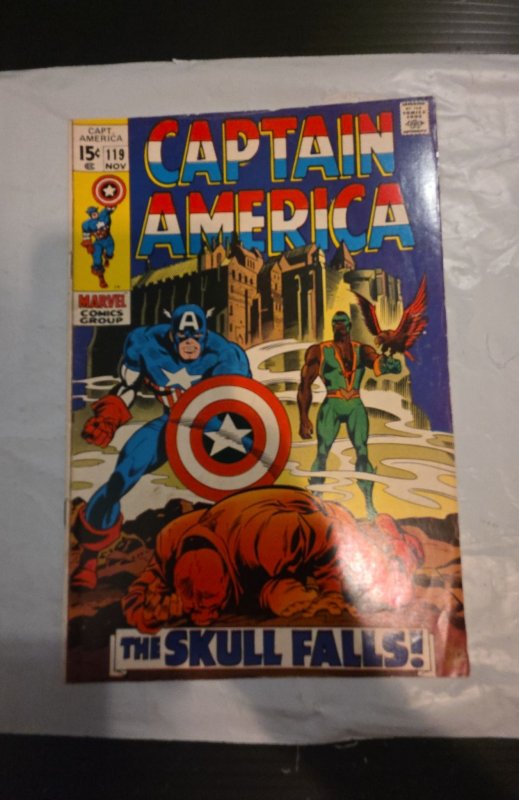 CAPT.
AMERICA
15¢ 119
NOV
CAPTAIN
AMERICA
MARVEL
COMICS
GROUP
A
THE SKULL FALLS!